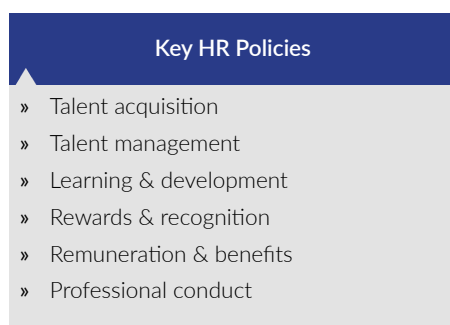 Key HR Policies
» Talent acquisition
» Talent management
» Learning & development
» Rewards & recognition
» Remuneration & benefits
» Professional conduct